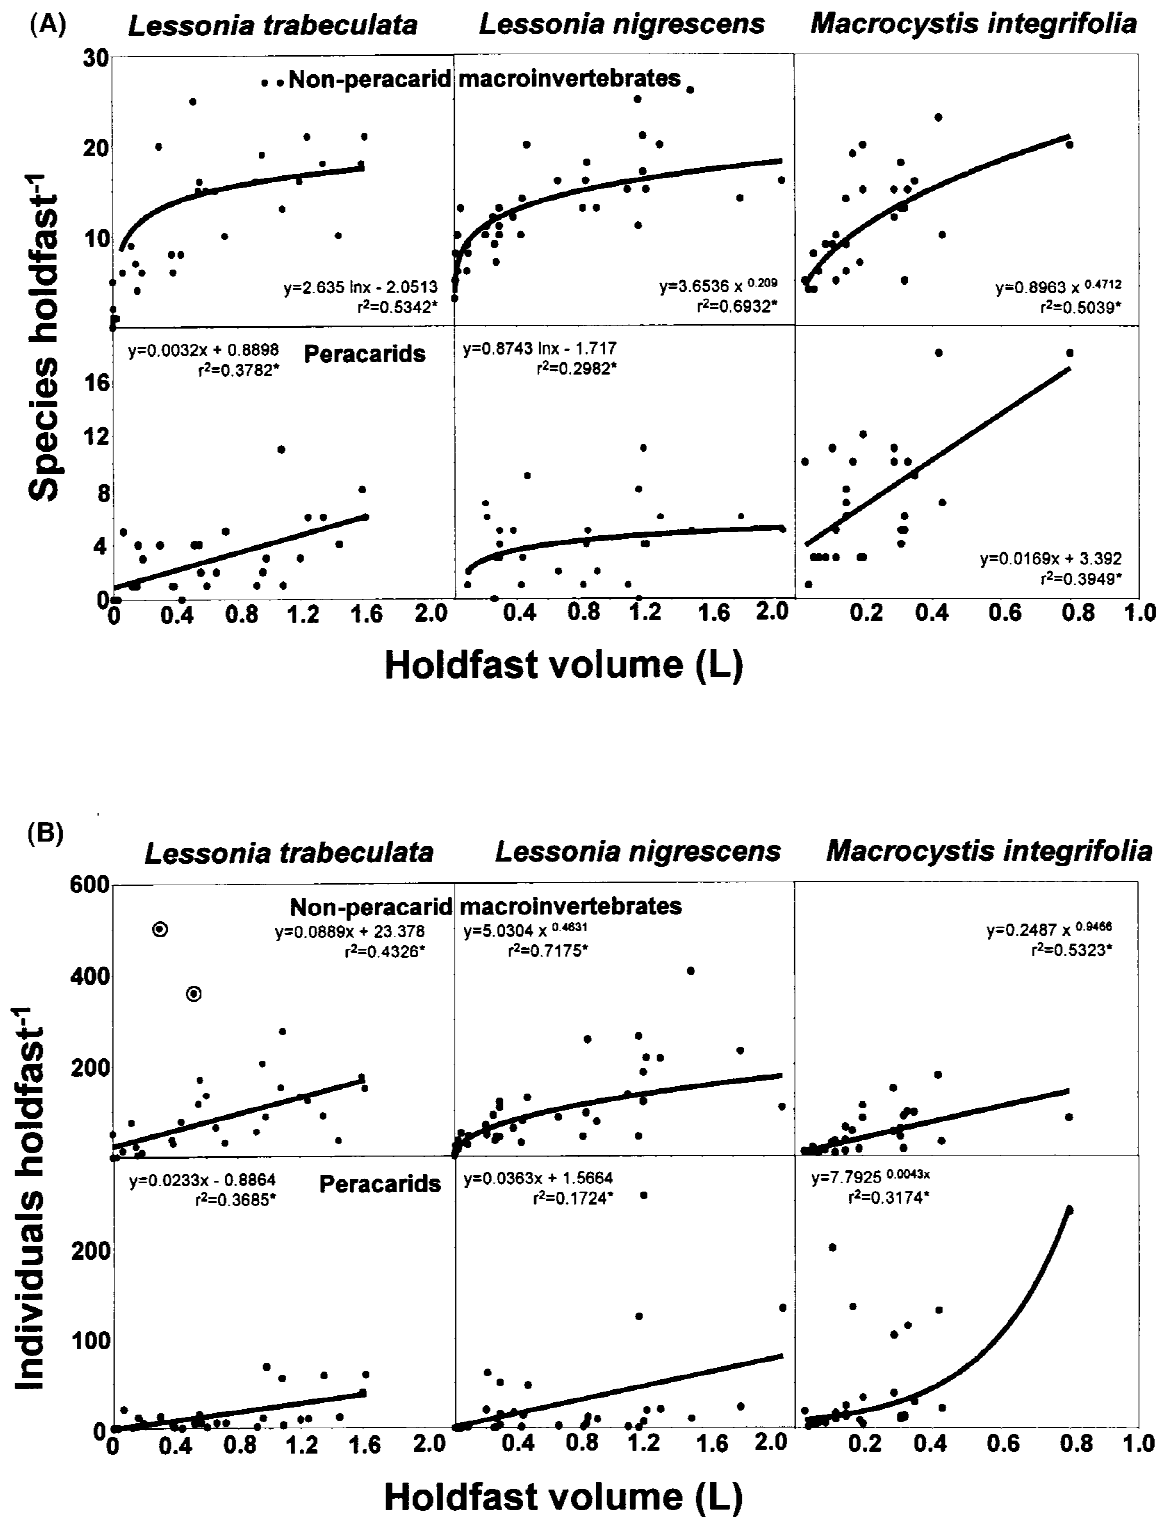 (A)
Lessonia trabeculata Lessonia nigrescens Macrocystis integrifolia
30
Non-peracarid macroinvertebrates
20
10
y=2.635 lnx - 2.0513
r2=0.5342*
y=3.6536 x 0.209
r2=0.6932*
y=0.8963 x 0.4712
r2=0.5039*
Species holdfast-1
y=0.0032x + 0.8898
r2=0.3782*
Peracarids
y=0.8743 lnx - 1.717
r2=0.2982*
16
12
8
4
0
y=0.0169x + 3.392
r2=0.3949*
0 0.4 0.8 1.2 1.6 2.0 0.4 0.8 1.2 1.6 2.0 0.2 0.4 0.6 0.8 1.0
Holdfast volume (L)
(B)
Lessonia trabeculata Lessonia nigrescens Macrocystis integrifolia
600
Non-peracarid macroinvertebrates
y=0.0889x + 23.378
r2=0.4326*
y=5.0304 x 0.4631
r2=0.7175*
y=0.2487 x 0.9466
r2=0.5323*
400
200
Individuals holdfast-1
y=0.0233x - 0.8864
r2=0.3685*
Peracarids
y=0.0363x + 1.5664
r2=0.1724*
y=7.7925 0.0043x
r2=0.3174*
200
100
0
0 0.4 0.8 1.2 1.6 2.0 0.4 0.8 1.2 1.6 2.0 0.2 0.4 0.6 0.8 1.0
Holdfast volume (L)